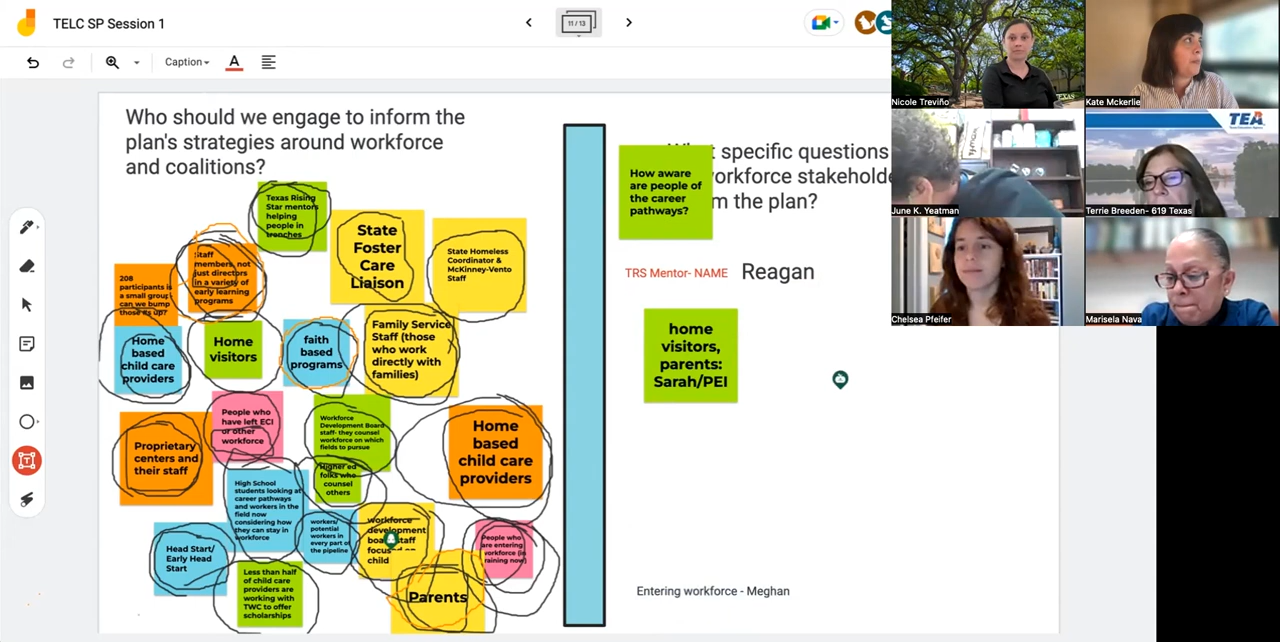 TELC SP Session 1
11 / 13
Caption
Who should we engage to inform the
plan's strategies around workforce
and coalitions?
Texas Rising
Star mentors
helping
people in
trenches
State
Foster
Care
Liaison
State Homeless
Coordinator &
McKinney-Vento
Staff
Staff
members, not
just directors
in a variety of
early learning
programs
208
participants is
a small group,
can we bump
those #s up?
Home
based
child care
providers
Home
visitors
faith
based
programs
Family Service
Staff (those
who work
directly with
families)
People who
have left ECI
or other
workforce
Workforce
Development Board
staff- they counsel
workforce on which
fields to pursue
Home
based
child care
providers
Proprietary
centers and
their staff
Higher ed
folks who
counsel
others
High School
students looking at
career pathways
and workers in the
field now
considering how
they can stay in
workforce
workers/
potential
workers in
every part of
the pipeline
workforce
development
board staff
focused on
child
People who
are entering
workforce (in
training now)
Head Start/
Early Head
Start
Less than half
of child care
providers are
working with
TWC to offer
scholarships
Parents
specific questions
workforce stakeholde
the plan?
How aware
are people of
the career
pathways?
TRS Mentor- NAME Reagan
home
visitors,
parents:
Sarah/PEI
Entering workforce - Meghan
Nicole Treviño
Kate Mckerlie
TEA
June K. Yeatman
Terrie Breeden- 619 Texas
Chelsea Pfeifer
Marisela Nava